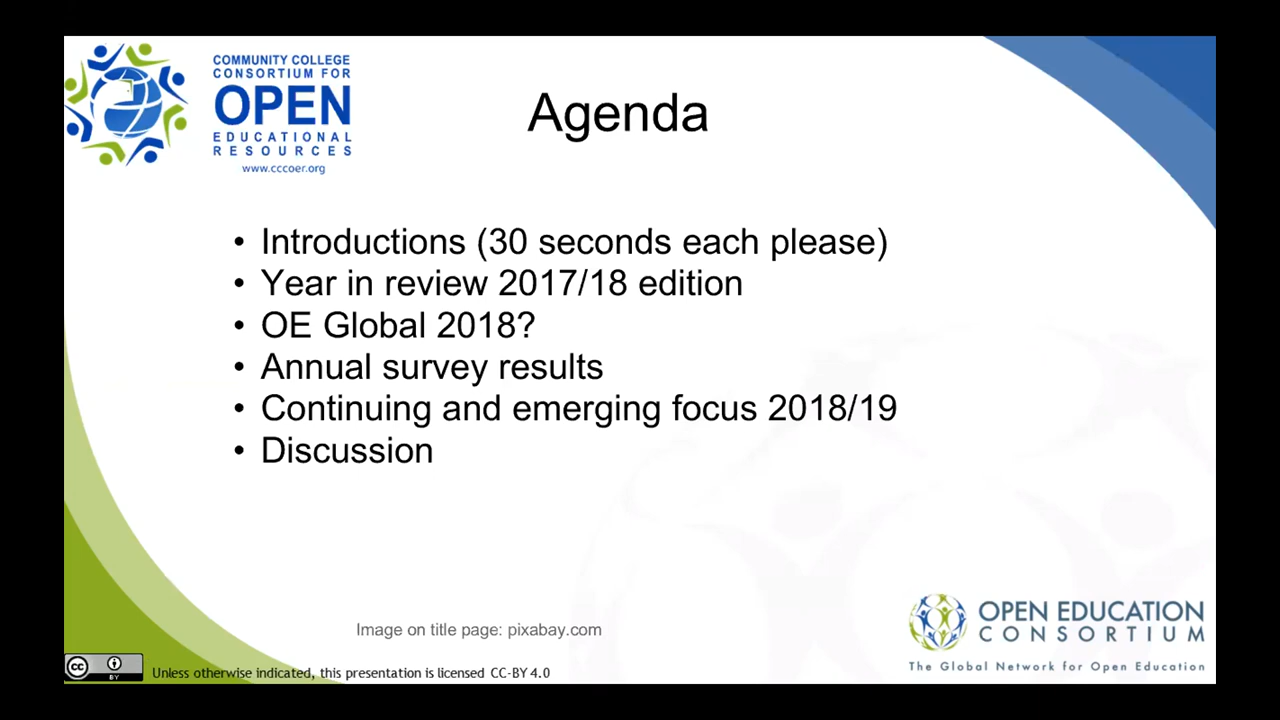 COMMUNITY COLLEGE
CONSORTIUM FOR
OPEN
EDUCATIONAL
RESOURCES
www.cccoer.org
Agenda
• Introductions (30 seconds each please)
• Year in review 2017/18 edition
• OE Global 2018?
• Annual survey results
• Continuing and emerging focus 2018/19
• Discussion
Image on title page: pixabay.com
OPEN EDUCATION
CONSORTIUM
The Global Network for Open Education
cc
BY
Unless otherwise indicated, this presentation is licensed CC-BY 4.0